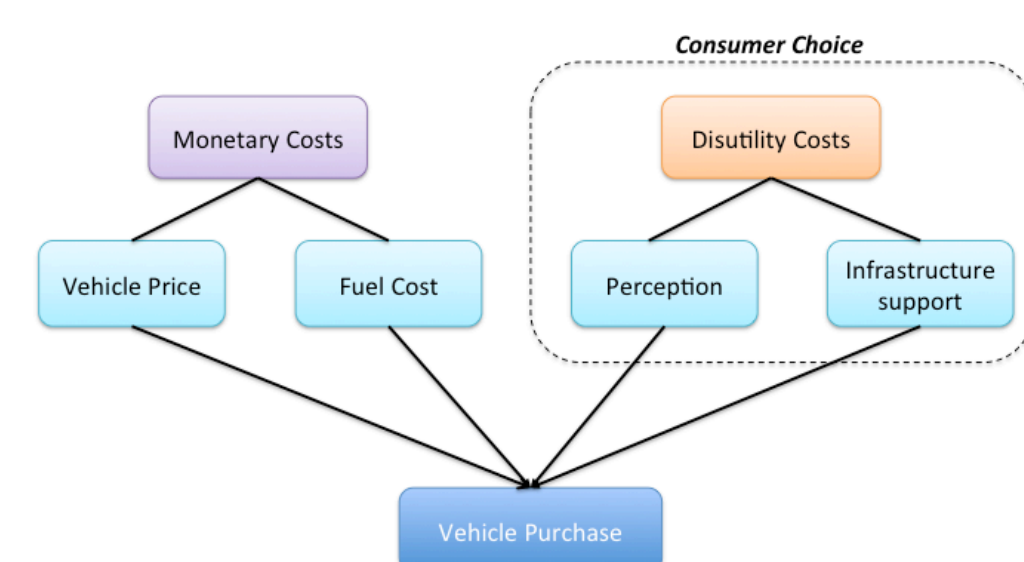 Consumer Choice
Monetary Costs
Disutility Costs
Vehicle Price
Fuel Cost
Perception
Infrastructure
support
Vehicle Purchase